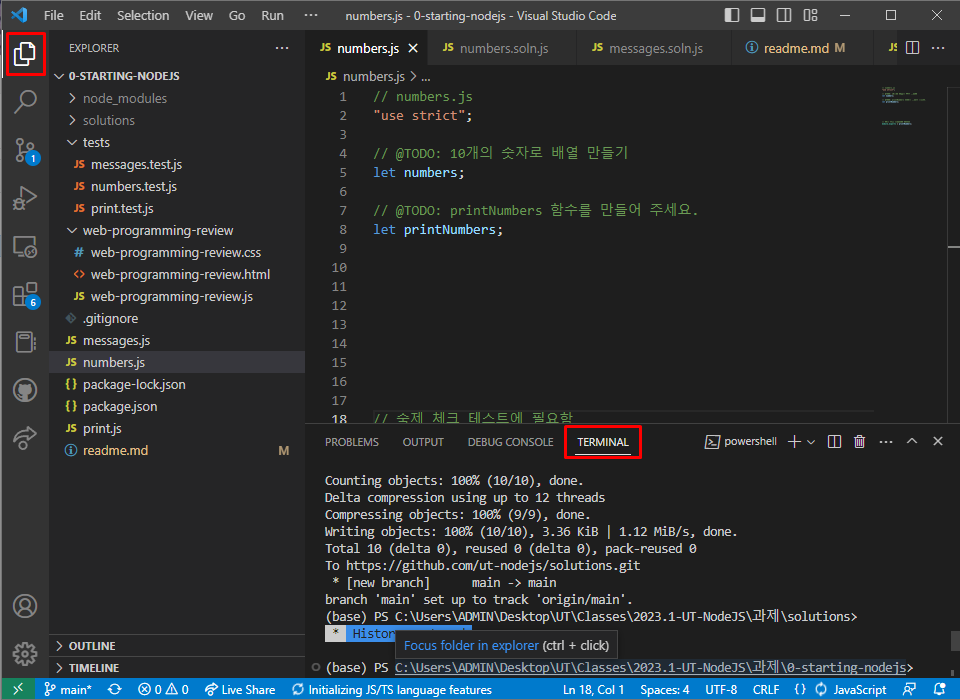 File Edit Selection View Go Run ··· numbers.js - 0-starting-nodejs - Visual Studio Code
EXPLORER ···
0-STARTING-NODEJS
node_modules
solutions
tests
JS messages.test.js
JS numbers.test.js
JS print.test.js
web-programming-review
# web-programming-review.css
<> web-programming-review.html
JS web-programming-review.js
.gitignore
JS messages.js
JS numbers.js
{} package-lock.json
{} package.json
JS print.js
readme.md M
OUTLINE
TIMELINE
1
6
JS numbers.js JS numbers.soln.js JS messages.soln.js readme.md M JS ···
JS numbers.js > ...
1 // numbers.js
2 "use strict";
3
4 // @TODO: 10개의 숫자로 배열 만들기
5 let numbers;
6
7 // @TODO: printNumbers 함수를 만들어 주세요.
8 let printNumbers;
9
10
11
12
13
14
15
16
17
18 // 숙제 체크 테스트에 필요함
PROBLEMS OUTPUT DEBUG CONSOLE TERMINAL powershell ···
Counting objects: 100% (10/10), done.
Delta compression using up to 12 threads
Compressing objects: 100% (9/9), done.
Writing objects: 100% (10/10), 3.36 KiB | 1.12 MiB/s, done.
Total 10 (delta 0), reused 0 (delta 0), pack-reused 0
To https://github.com/ut-nodejs/solutions.git
* [new branch] main -> main
branch 'main' set up to track 'origin/main'.
(base) PS C:\Users\ADMIN\Desktop\UT\Classes\2023.1-UT-NodeJS\과제\solutions>
*
Focus folder in explorer (ctrl + click)
(base) PS C:\Users\ADMIN\Desktop\UT\Classes\2023.1-UT-NodeJS\과제\0-starting-nodejs>
main* 0 0 Live Share Initializing JS/TS language features Ln 18, Col 1 Spaces: 4 UTF-8 CRLF {} JavaScript